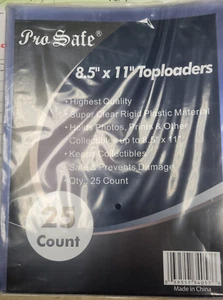 Pro Safe®
8.5" x 11" Toploaders
• Highest Quality
• Super Clear Rigid Plastic Material
• Holds Photos, Prints & Other
Collectibles up to 8.5" x 11"
• Keeps Collectibles
Safe & Prevents Damage
• Qty.: 25 Count
25
Count
Made in China